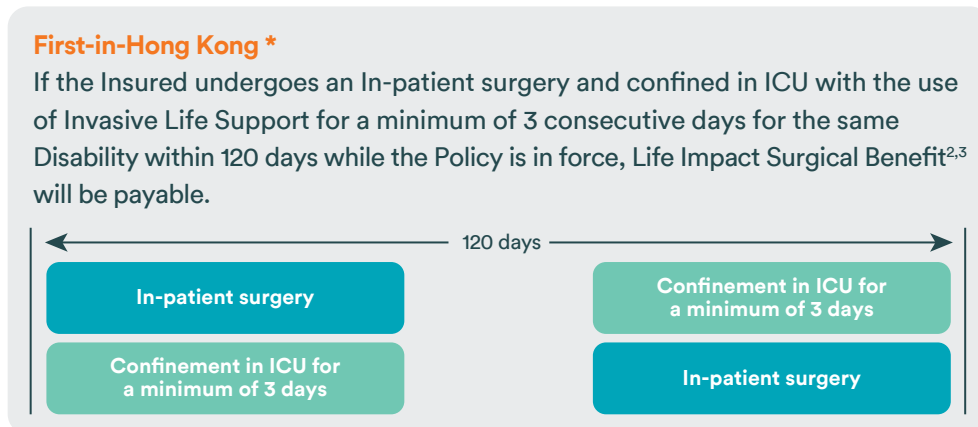 First-in-Hong Kong *
If the Insured undergoes an In-patient surgery and confined in ICU with the use
of Invasive Life Support for a minimum of 3 consecutive days for the same
Disability within 120 days while the Policy is in force, Life Impact Surgical Benefit2,3
will be payable.
120 days
In-patient surgery
Confinement in ICU for
a minimum of 3 days
Confinement in ICU for
a minimum of 3 days
In-patient surgery